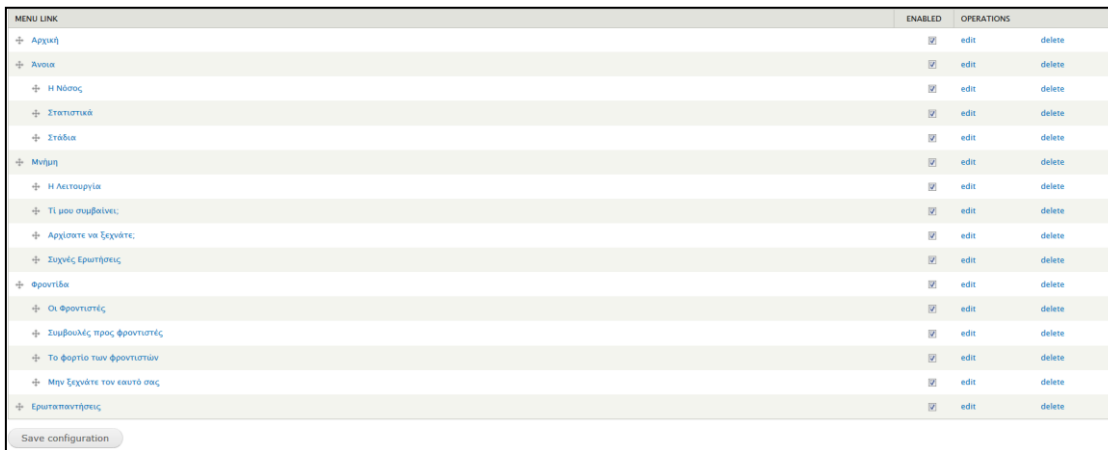 MENU LINK ENABLED OPERATIONS
Αρχική edit delete
Άνοια edit delete
Η Νόσος edit delete
Στατιστικά edit delete
Στάδια edit delete
Μνήμη edit delete
Η Λειτουργία edit delete
Τί μου συμβαίνει; edit delete
Αρχίσατε να ξεχνάτε; edit delete
Συχνές Ερωτήσεις edit delete
Φροντίδα edit delete
Οι Φροντιστές edit delete
Συμβουλές προς φροντιστές edit delete
Το φορτίο των φροντιστών edit delete
Μην ξεχνάτε τον εαυτό σας edit delete
Ερωταπαντήσεις edit delete
Save configuration